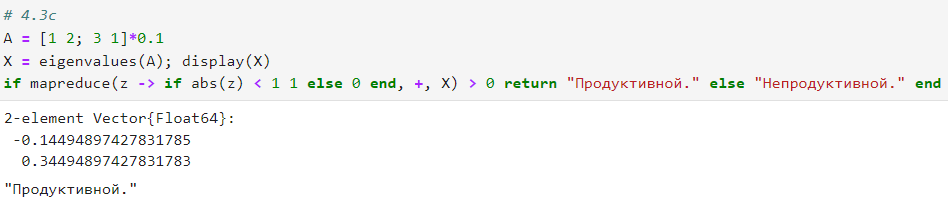 # 4.3c
A = [1 2; 3 1]*0.1
X = eigenvalues(A); display(X)
if mapreduce(z -> if abs(z) < 1 1 else 0 end, +, X) > 0 return "Продуктивной." else "Непродуктивной." end
2-element Vector{Float64}:
-0.14494897427831785
0.34494897427831783
"Продуктивной."